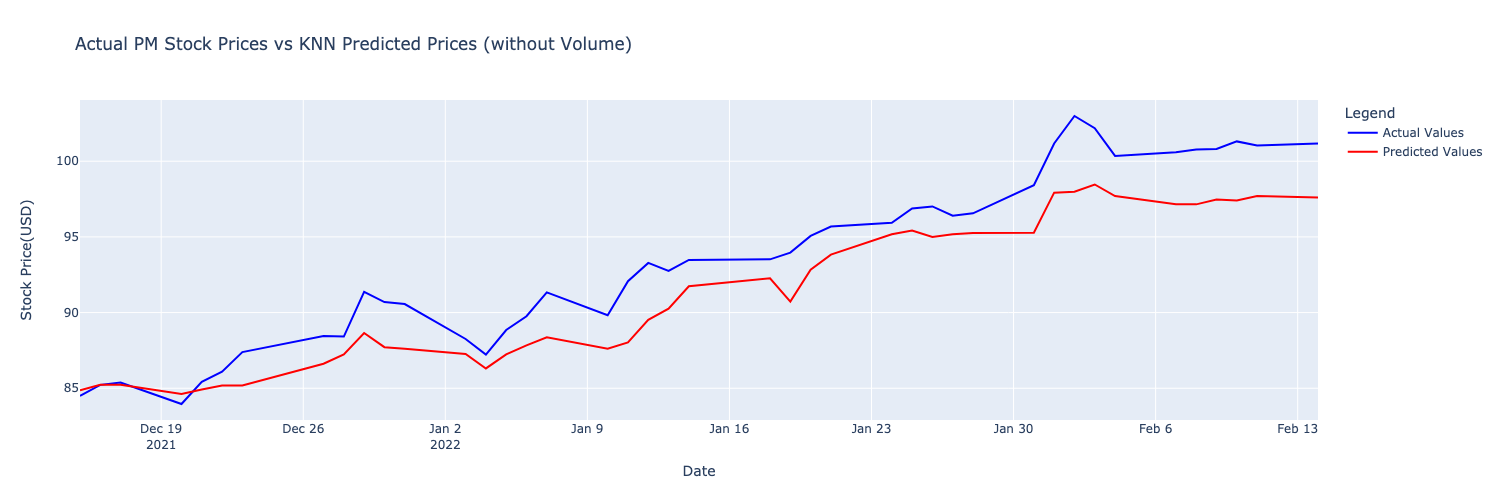 Actual PM Stock Prices vs KNN Predicted Prices (without Volume)
Legend
Actual Values
Predicted Values
Stock Price(USD)
100
95
90
85
Dec 19
2021
Dec 26
Jan 2
2022
Jan 9
Jan 16
Jan 23
Jan 30
Feb 6
Feb 13
Date